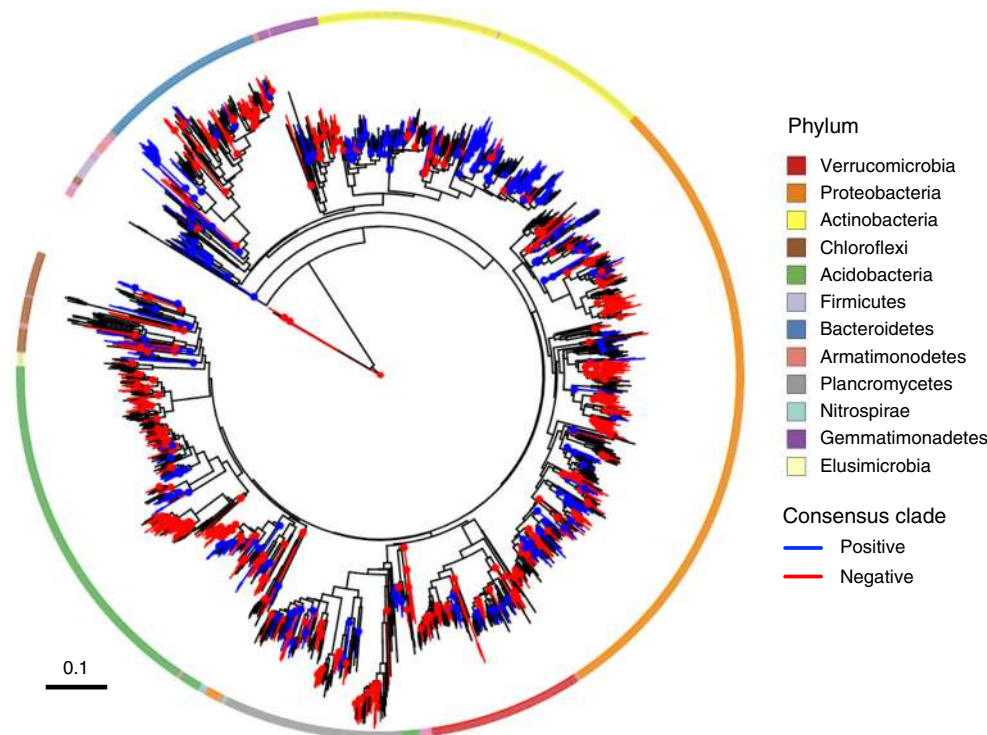 Phylum
Verrucomicrobia
Proteobacteria
Actinobacteria
Chloroflexi
Acidobacteria
Firmicutes
Bacteroidetes
Armatimonodetes
Plancromycetes
Nitrospirae
Gemmatimonadetes
Elusimicrobia
Consensus clade
Positive
Negative
0.1